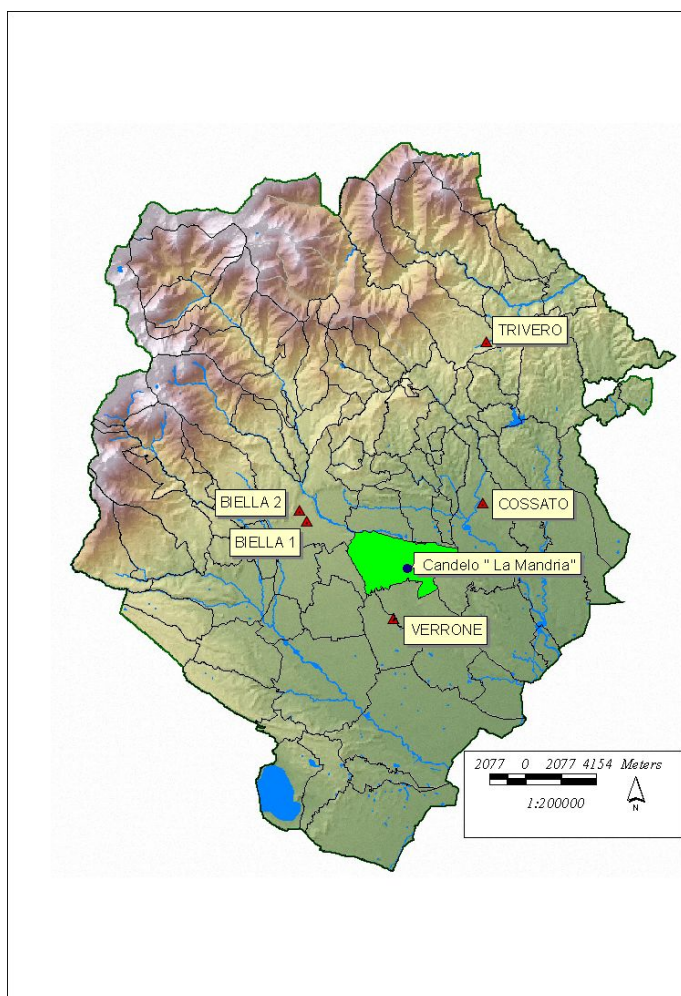 TRIVERO
BIELLA 2
COSSATO
BIELLA 1
Candelo " La Mandria"
VERRONE
2077 0 2077 4154 Meters
1:200000
N